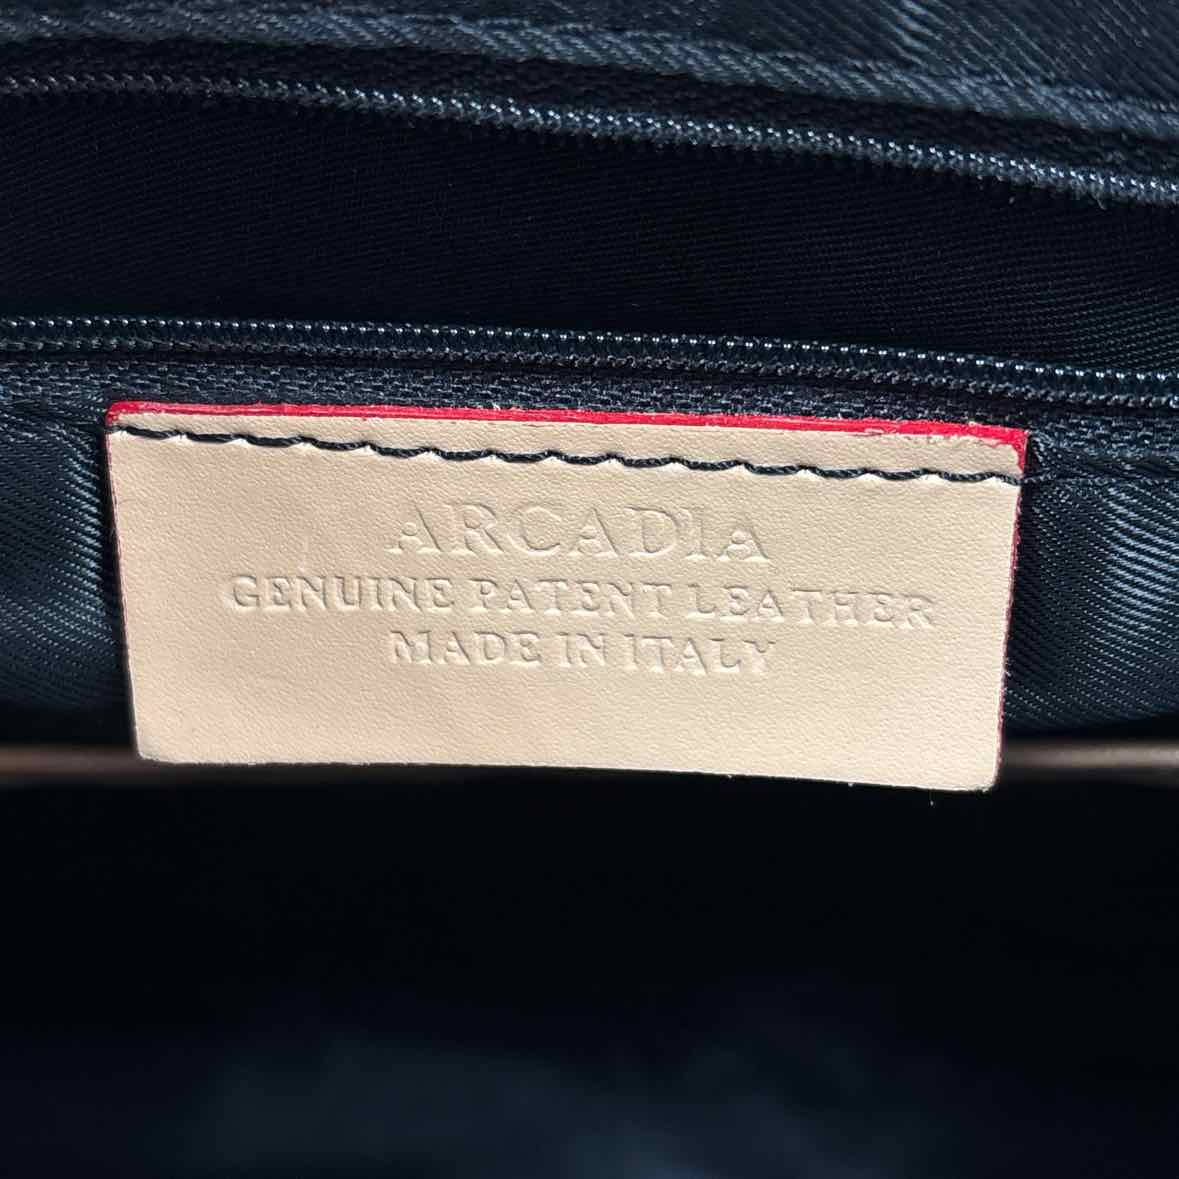 ARCADIA
GENUINE PATENT LEATHER
MADE IN ITALY